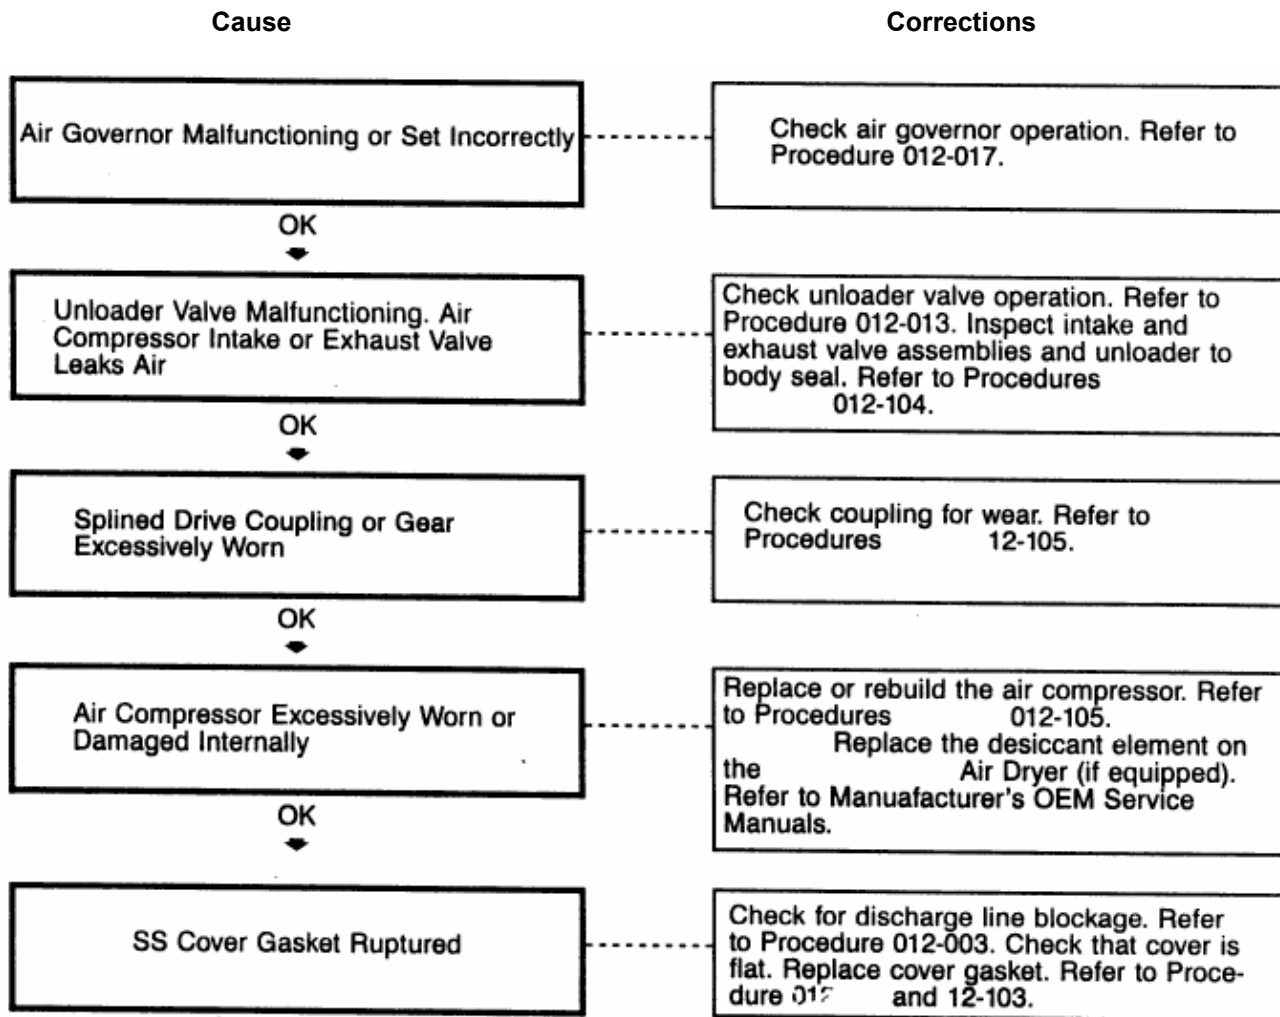 Cause
Corrections
Air Governor Malfunctioning or Set Incorrectly
Check air governor operation. Refer to
Procedure 012-017.
OK
Unloader Valve Malfunctioning. Air
Compressor Intake or Exhaust Valve
Leaks Air
Check unloader valve operation. Refer to
Procedure 012-013. Inspect intake and
exhaust valve assemblies and unloader to
body seal. Refer to Procedures
012-104.
OK
Splined Drive Coupling or Gear
Excessively Worn
Check coupling for wear. Refer to
Procedures 12-105.
OK
Air Compressor Excessively Worn or
Damaged Internally
Replace or rebuild the air compressor. Refer
to Procedures 012-105.
Replace the desiccant element on
the Air Dryer (if equipped).
Refer to Manuafacturer's OEM Service
Manuals.
OK
SS Cover Gasket Ruptured
Check for discharge line blockage. Refer
to Procedure 012-003. Check that cover is
flat. Replace cover gasket. Refer to Proce-
dure and 12-103.